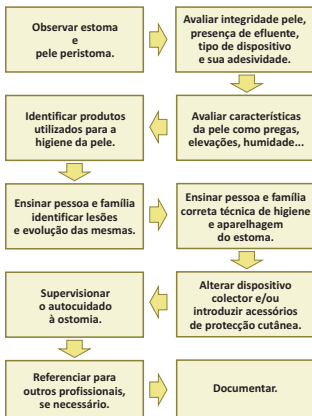 Observar estoma
e
pele peristoma.
Avaliar integridade pele,
presença de efluente,
tipo de dispositivo
e sua adesividade.
Avaliar características
da pele como pregas,
elevações, humidade...
Identificar produtos
utilizados para a
higiene da pele.
Ensinar pessoa e família
identificar lesões
e evolução das mesmas.
Ensinar pessoa e família
correta técnica de higiene
e aparelhagem
do estoma.
Alterar dispositivo
colector e/ou
introduzir acessórios
de protecção cutânea.
Supervisionar
o autocuidado
à ostomia.
Referenciar para
outros profissionais,
se necessário.
Documentar.